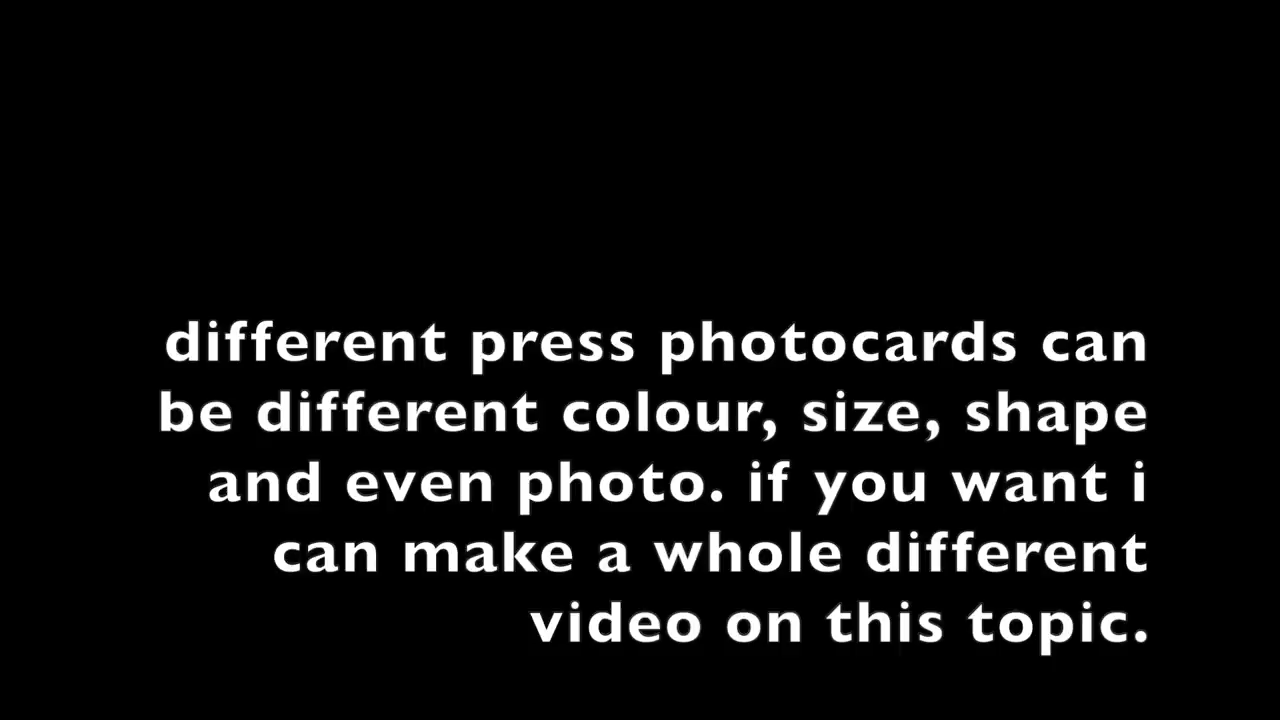 different press photocards can
be different colour, size, shape
and even photo. if you want i
can make a whole different
video on this topic.